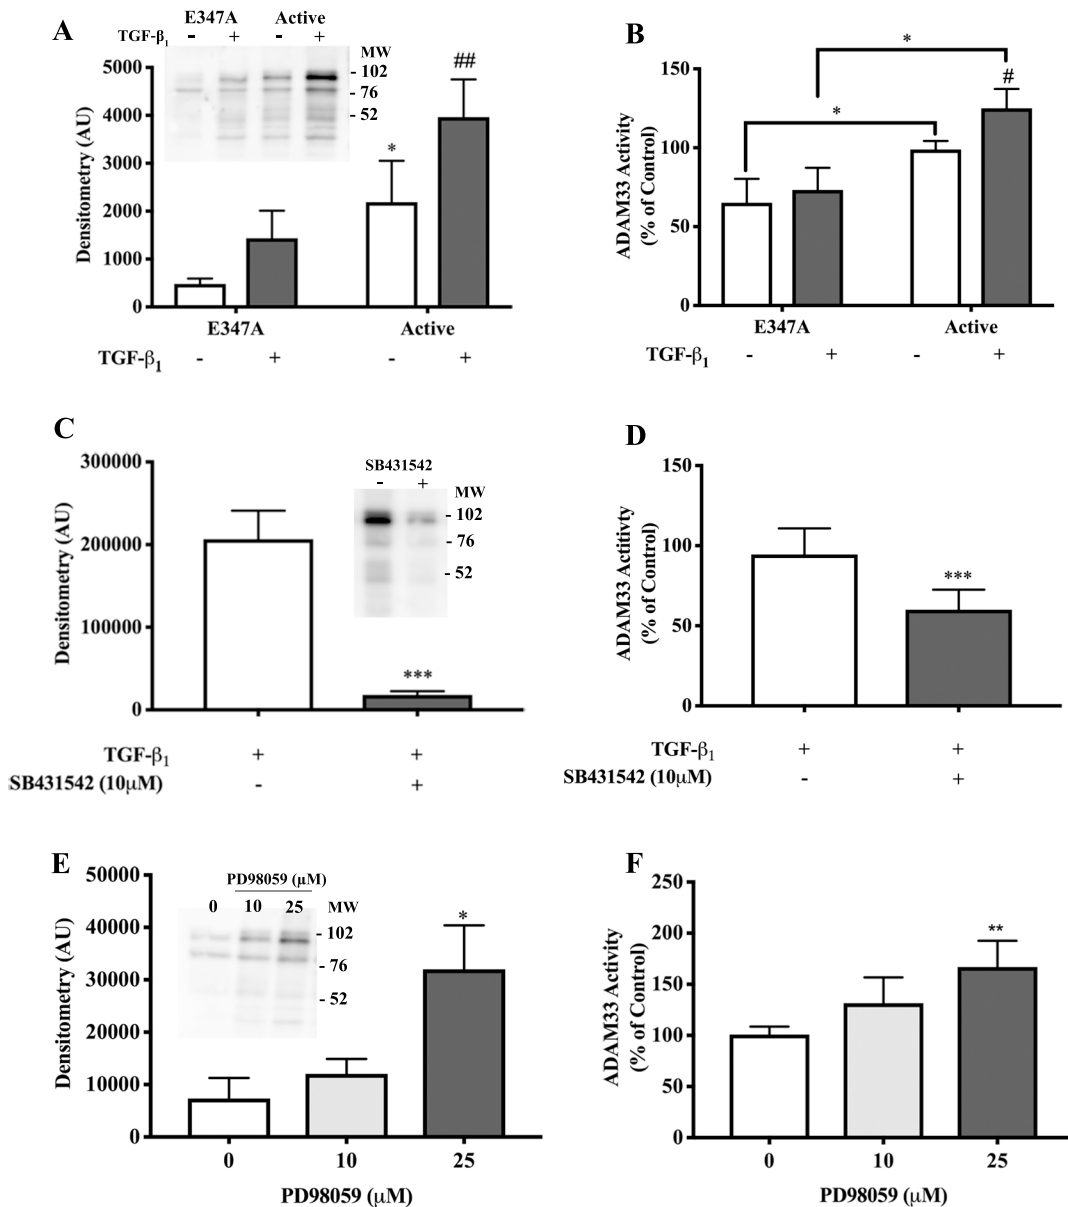 A
E347A Active
TGF-β1 - + - +
MW
- 102
- 76
- 52
Densitometry (AU)
5000
4000
3000
2000
1000
0
*
##
E347A Active
TGF-β1 - + - +
B
ADAM33 Activity
(% of Control)
150
100
50
0
*
*
#
E347A Active
TGF-β1 - + - +
C
Densitometry (AU)
300000
200000
100000
0
SB431542
- +
MW
- 102
- 76
- 52
***
TGF-β1 + +
SB431542 (10μM) - +
D
ADAM33 Actitivty
(% of Control)
150
100
50
0
***
TGF-β1 + +
SB431542 (10μM) - +
E
Densitometry (AU)
50000
40000
30000
20000
10000
0
PD98059 (μM)
0 10 25 MW
- 102
- 76
- 52
*
0 10 25
PD98059 (μM)
F
ADAM33 Activity
(% of Control)
250
200
150
100
50
0
**
0 10 25
PD98059 (μM)